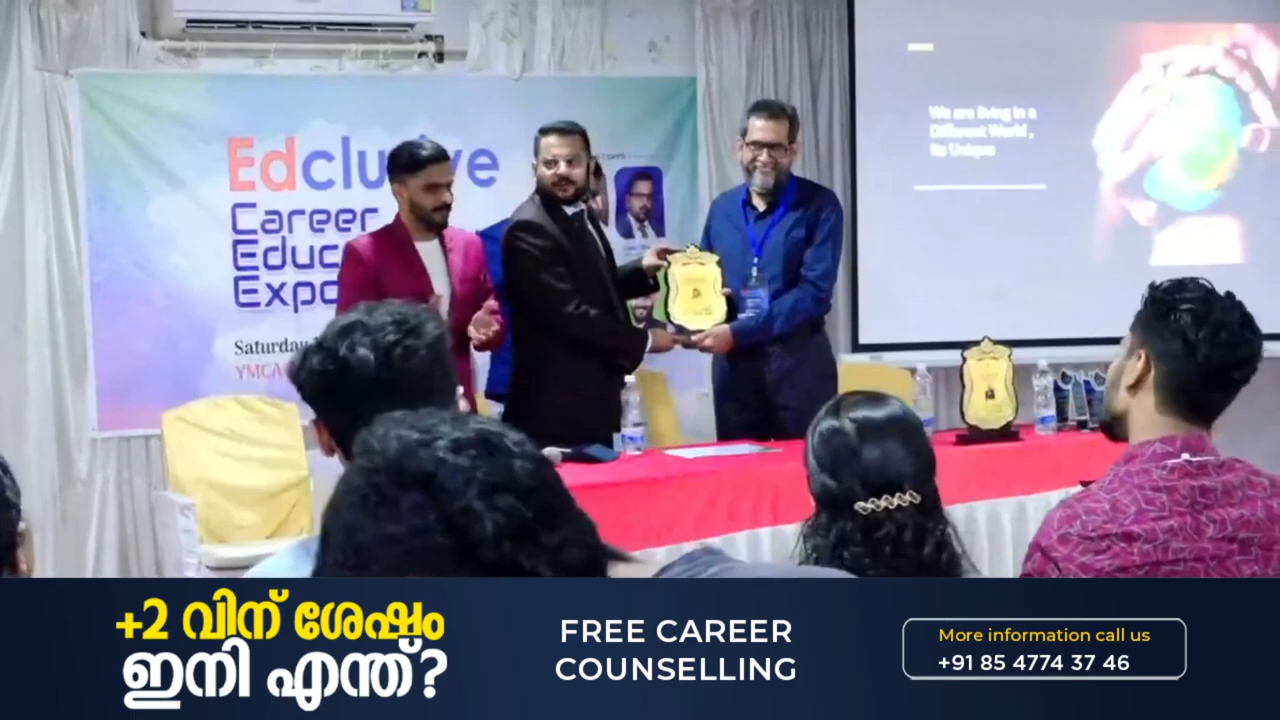 Edclusive
Career
Educ
Expo
Saturday
YMCA
We are living in a
Different World ,
Its Unique
+2 വിന് ശേഷം
ഇനി എന്ത്?
FREE CAREER
COUNSELLING
More information call us
+91 85 4774 37 46